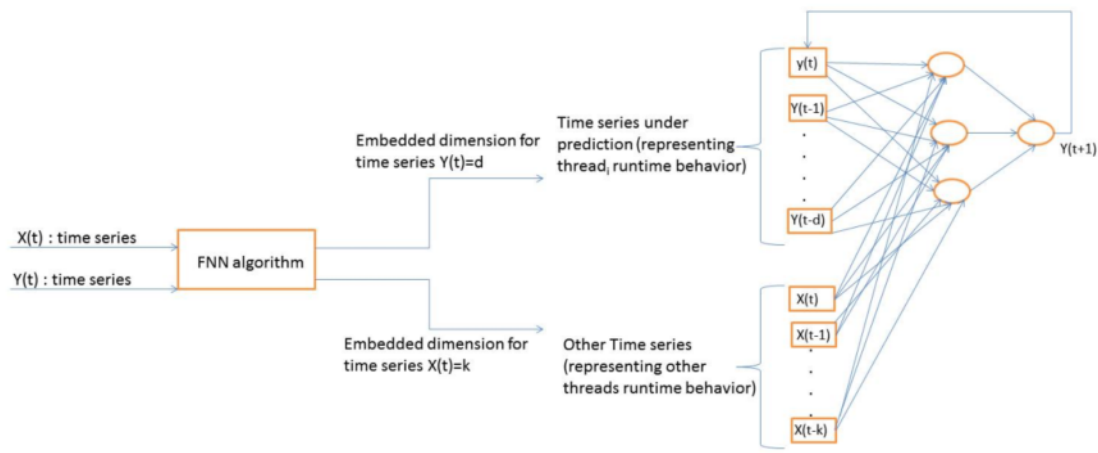 X(t) : time series
Y(t) : time series
FNN algorithm
Embedded dimension for
time series Y(t)=d
Embedded dimension for
time series X(t)=k
Time series under
prediction (representing
threadᵢ runtime behavior)
Other Time series
(representing other
threads runtime behavior)
y(t)
Y(t-1)
Y(t-d)
X(t)
X(t-1)
X(t-k)
Y(t+1)